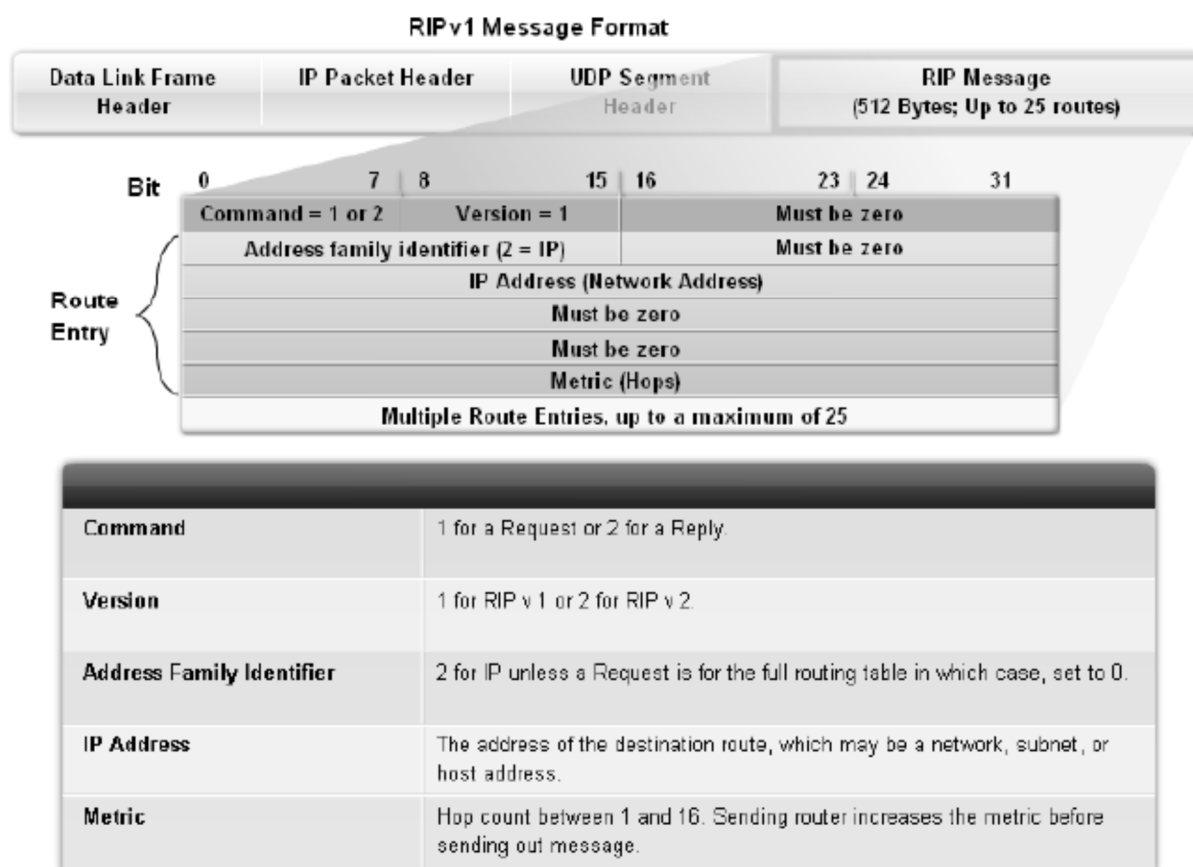 RIPv1 Message Format
Data Link Frame
Header
IP Packet Header
UDP Segment
Header
RIP Message
(512 Bytes; Up to 25 routes)
Bit 0 7 8 15 16 23 24 31
Command = 1 or 2 Version = 1 Must be zero
Address family identifier (2 = IP) Must be zero
IP Address (Network Address)
Route
Entry
Must be zero
Must be zero
Metric (Hops)
Multiple Route Entries, up to a maximum of 25
Command 1 for a Request or 2 for a Reply.
Version 1 for RIP v 1 or 2 for RIP v 2.
Address Family Identifier 2 for IP unless a Request is for the full routing table in which case, set to 0.
IP Address The address of the destination route, which may be a network, subnet, or
host address.
Metric Hop count between 1 and 16. Sending router increases the metric before
sending out message.